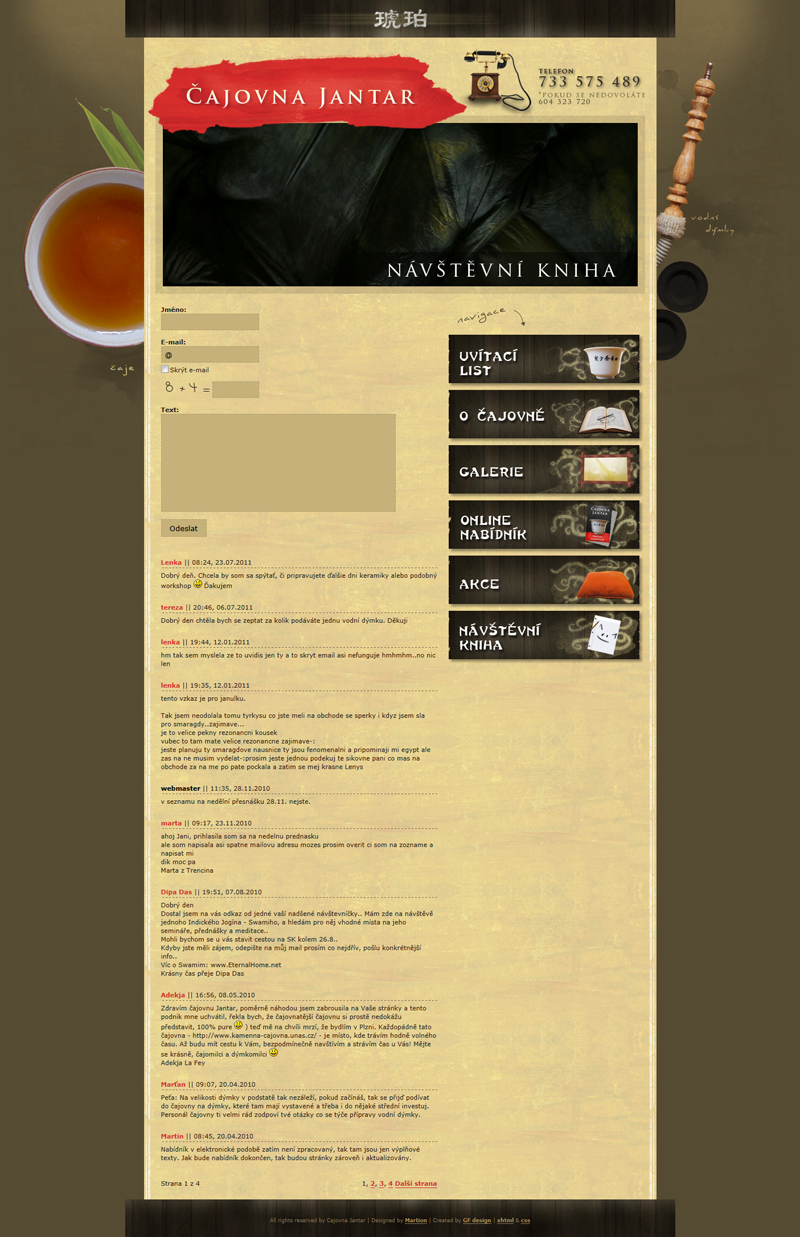 琥珀
Čajovna Jantar
TELEFON
733 575 489
*POKUD SE NEDOVOLÁTE
604 323 720
vodní
dýmky
čaje
NÁVŠTĚVNÍ KNIHA
Jméno:
E-mail:
@
Skrýt e-mail
8 + 4 =
Text:
Odeslat
navigace
UVÍTACÍ
LIST
O ČAJOVNĚ
GALERIE
ONLINE
NABÍDNÍK
AKCE
NÁVŠTĚVNÍ
KNIHA
Lenka || 08:24, 23.07.2011
Dobrý deň. Chcela by som sa spýtať, či pripravujete ďalšie dni keramiky alebo podobný
workshop Ďakujem
tereza || 20:46, 06.07.2011
Dobrý den chtěla bych se zeptat za kolik podáváte jednu vodní dýmku. Děkuji
lenka || 19:44, 12.01.2011
hm tak sem myslela ze to uvidis jen ty a to skryt email asi nefunguje hmhmhm..no nic
len
lenka || 19:35, 12.01.2011
tento vzkaz je pro janulku.
Tak jsem neodolala tomu tyrkysu co jste meli na obchode se sperky i kdyz jsem sla
pro smaragdy..zajimave...
je to velice pekny rezonancni kousek
vubec to tam mate velice rezonancne zajimave-:
jeste planuju ty smaragdove nausnice ty jsou fenomenalni a pripominaji mi egypt ale
zas na ne musim vydelat-:prosim jeste jednou podekuj te sikovne pani co mas na
obchode za na me po pate pockala a zatim se mej krasne Lenys
webmaster || 11:35, 28.11.2010
v seznamu na nedělní přesnášku 28.11. nejste.
marta || 09:17, 23.11.2010
ahoj Jani, prihlasila som sa na nedelnu prednasku
ale som napisala asi spatne mailovu adresu mozes prosim overit ci som na zozname a
napisat mi
dik moc pa
Marta z Trencina
Dipa Das || 19:51, 07.08.2010
Dobrý den
Dostal jsem na vás odkaz od jedné vaší nadšené návštevníčky.. Mám zde na návštěvě
jednoho Indického Jogína - Swamiho, a hledám pro něj vhodné místa na jeho
semináře, přednášky a meditace..
Mohli bychom se u vás stavit cestou na SK kolem 26.8..
Kdyby jste měli zájem, odepište na můj mail prosím co nejdřív, pošlu konkrétnější
info..
Víc o Swamim: www.EternalHome.net
Krásny čas přeje Dipa Das
Adekja || 16:56, 08.05.2010
Zdravím čajovnu Jantar, poměrně náhodou jsem zabrousila na Vaše stránky a tento
podnik mne uchvátil, řekla bych, že čajovnatější čajovnu si prostě nedokážu
představit, 100% pure ) teď mě na chvíli mrzí, že bydlím v Plzni. Každopádně tato
čajovna - http://www.kamenna-cajovna.unas.cz/ - je místo, kde trávím hodně volného
času. Až budu mít cestu k Vám, bezpodmínečně navštívím a strávím čas u Vás! Mějte
se krásně, čajomilci a dýmkomilci
Adekja La Fey
Marťan || 09:07, 20.04.2010
Peťa: Na velikosti dýmky v podstatě tak nezáleží, pokud začínáš, tak se přijď podívat
do čajovny na dýmky, které tam mají vystavené a třeba i do nějaké střední investuj.
Personál čajovny ti velmi rád zodpoví tvé otázky co se týče přípravy vodní dýmky.
Martin || 08:45, 20.04.2010
Nabídník v elektronické podobě zatím není zpracovaný, tak tam jsou jen výplňové
texty. Jak bude nabídník dokončen, tak budou stránky zároveň i aktualizovány.
Strana 1 z 4
1, 2, 3, 4 Další strana
All rights reserved by Cajovna Jantar | Designed by Martion | Created by GF design | xhtml & css